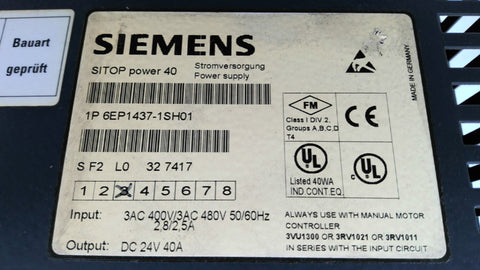 Bauart
geprüft
SIEMENS
SITOP power 40
Stromversorgung
Power supply
1P 6EP1437-1SH01
S F2 L0 32 7417
1 2 3 4 5 6 7 8
Input: 3AC 400V/3AC 480V 50/60Hz
2,8/2,5A
Output: DC 24V 40A
MADE IN GERMANY
FM
Class I DIV 2,
Groups A,B,C,D
T4
UL
Listed 40WA
IND.CONT.EQ.
C UL
ALWAYS USE WITH MANUAL MOTOR
CONTROLLER
3VU1300 OR 3RV1021 OR 3RV1011
IN SERIES WITH THE INPUT CIRCUIT